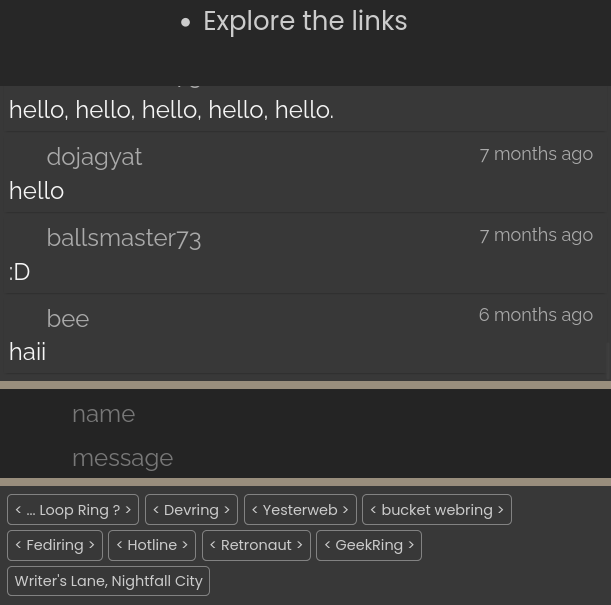 • Explore the links
hello, hello, hello, hello, hello.
dojagyat 7 months ago
hello
ballsmaster73 7 months ago
:D
bee 6 months ago
haii
name
message
< ... Loop Ring ? > < Devring > < Yesterweb > < bucket webring >
< Fediring > < Hotline > < Retronaut > < GeekRing >
Writer's Lane, Nightfall City